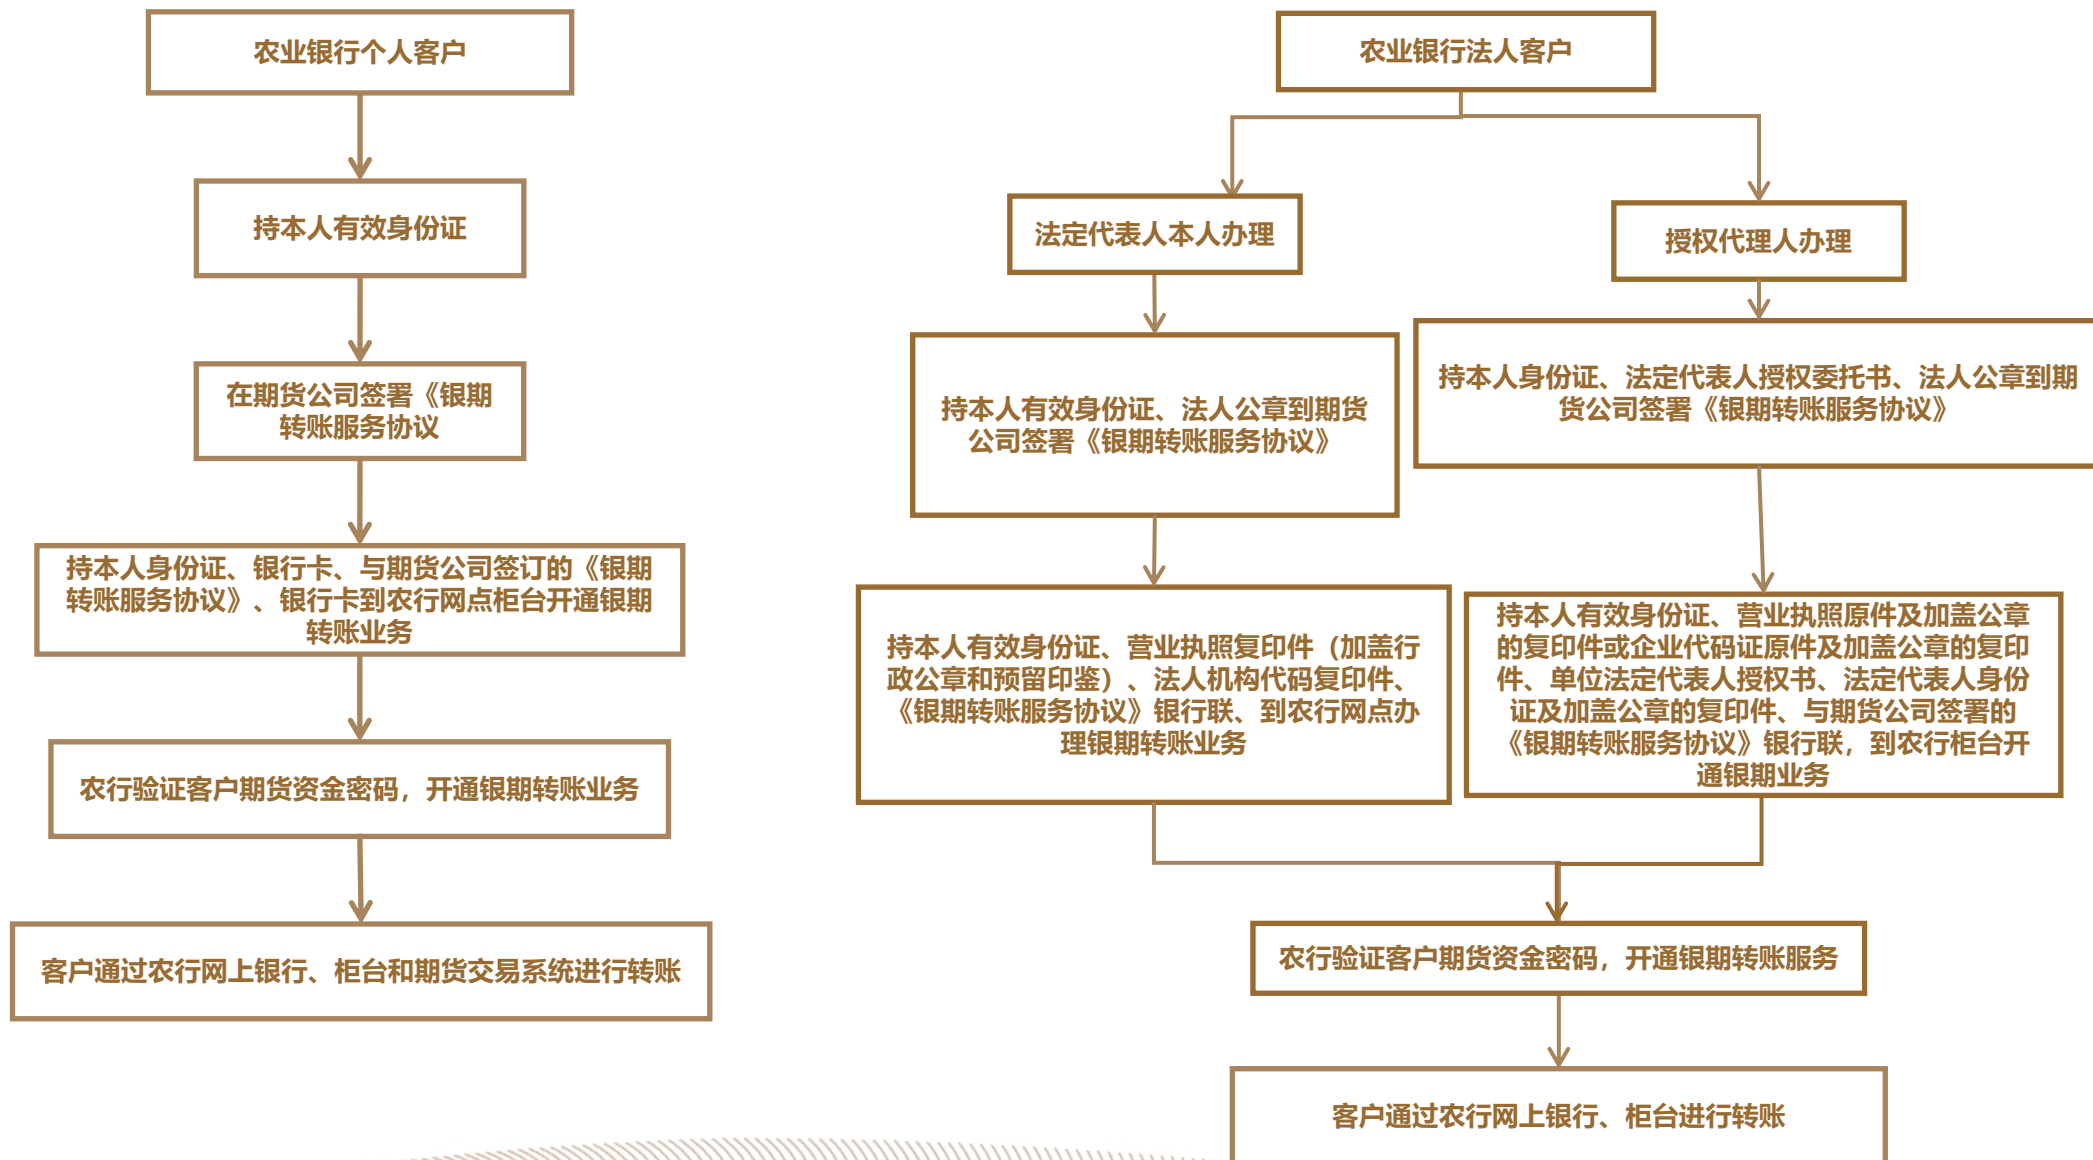 农业银行个人客户
持本人有效身份证
在期货公司签署《银期
转账服务协议
持本人身份证、银行卡、与期货公司签订的《银期
转账服务协议》、银行卡到农行网点柜台开通银期
转账业务
农行验证客户期货资金密码，开通银期转账业务
客户通过农行网上银行、柜台和期货交易系统进行转账
农业银行法人客户
法定代表人本人办理
持本人有效身份证、法人公章到期货
公司签署《银期转账服务协议》
持本人有效身份证、营业执照复印件（加盖行
政公章和预留印鉴）、法人机构代码复印件、
《银期转账服务协议》银行联、到农行网点办
理银期转账业务
授权代理人办理
持本人身份证、法定代表人授权委托书、法人公章到期
货公司签署《银期转账服务协议》
持本人有效身份证、营业执照原件及加盖公章
的复印件或企业代码证原件及加盖公章的复印
件、单位法定代表人授权书、法定代表人身份
证及加盖公章的复印件、与期货公司签署的
《银期转账服务协议》银行联，到农行柜台开
通银期业务
农行验证客户期货资金密码，开通银期转账服务
客户通过农行网上银行、柜台进行转账